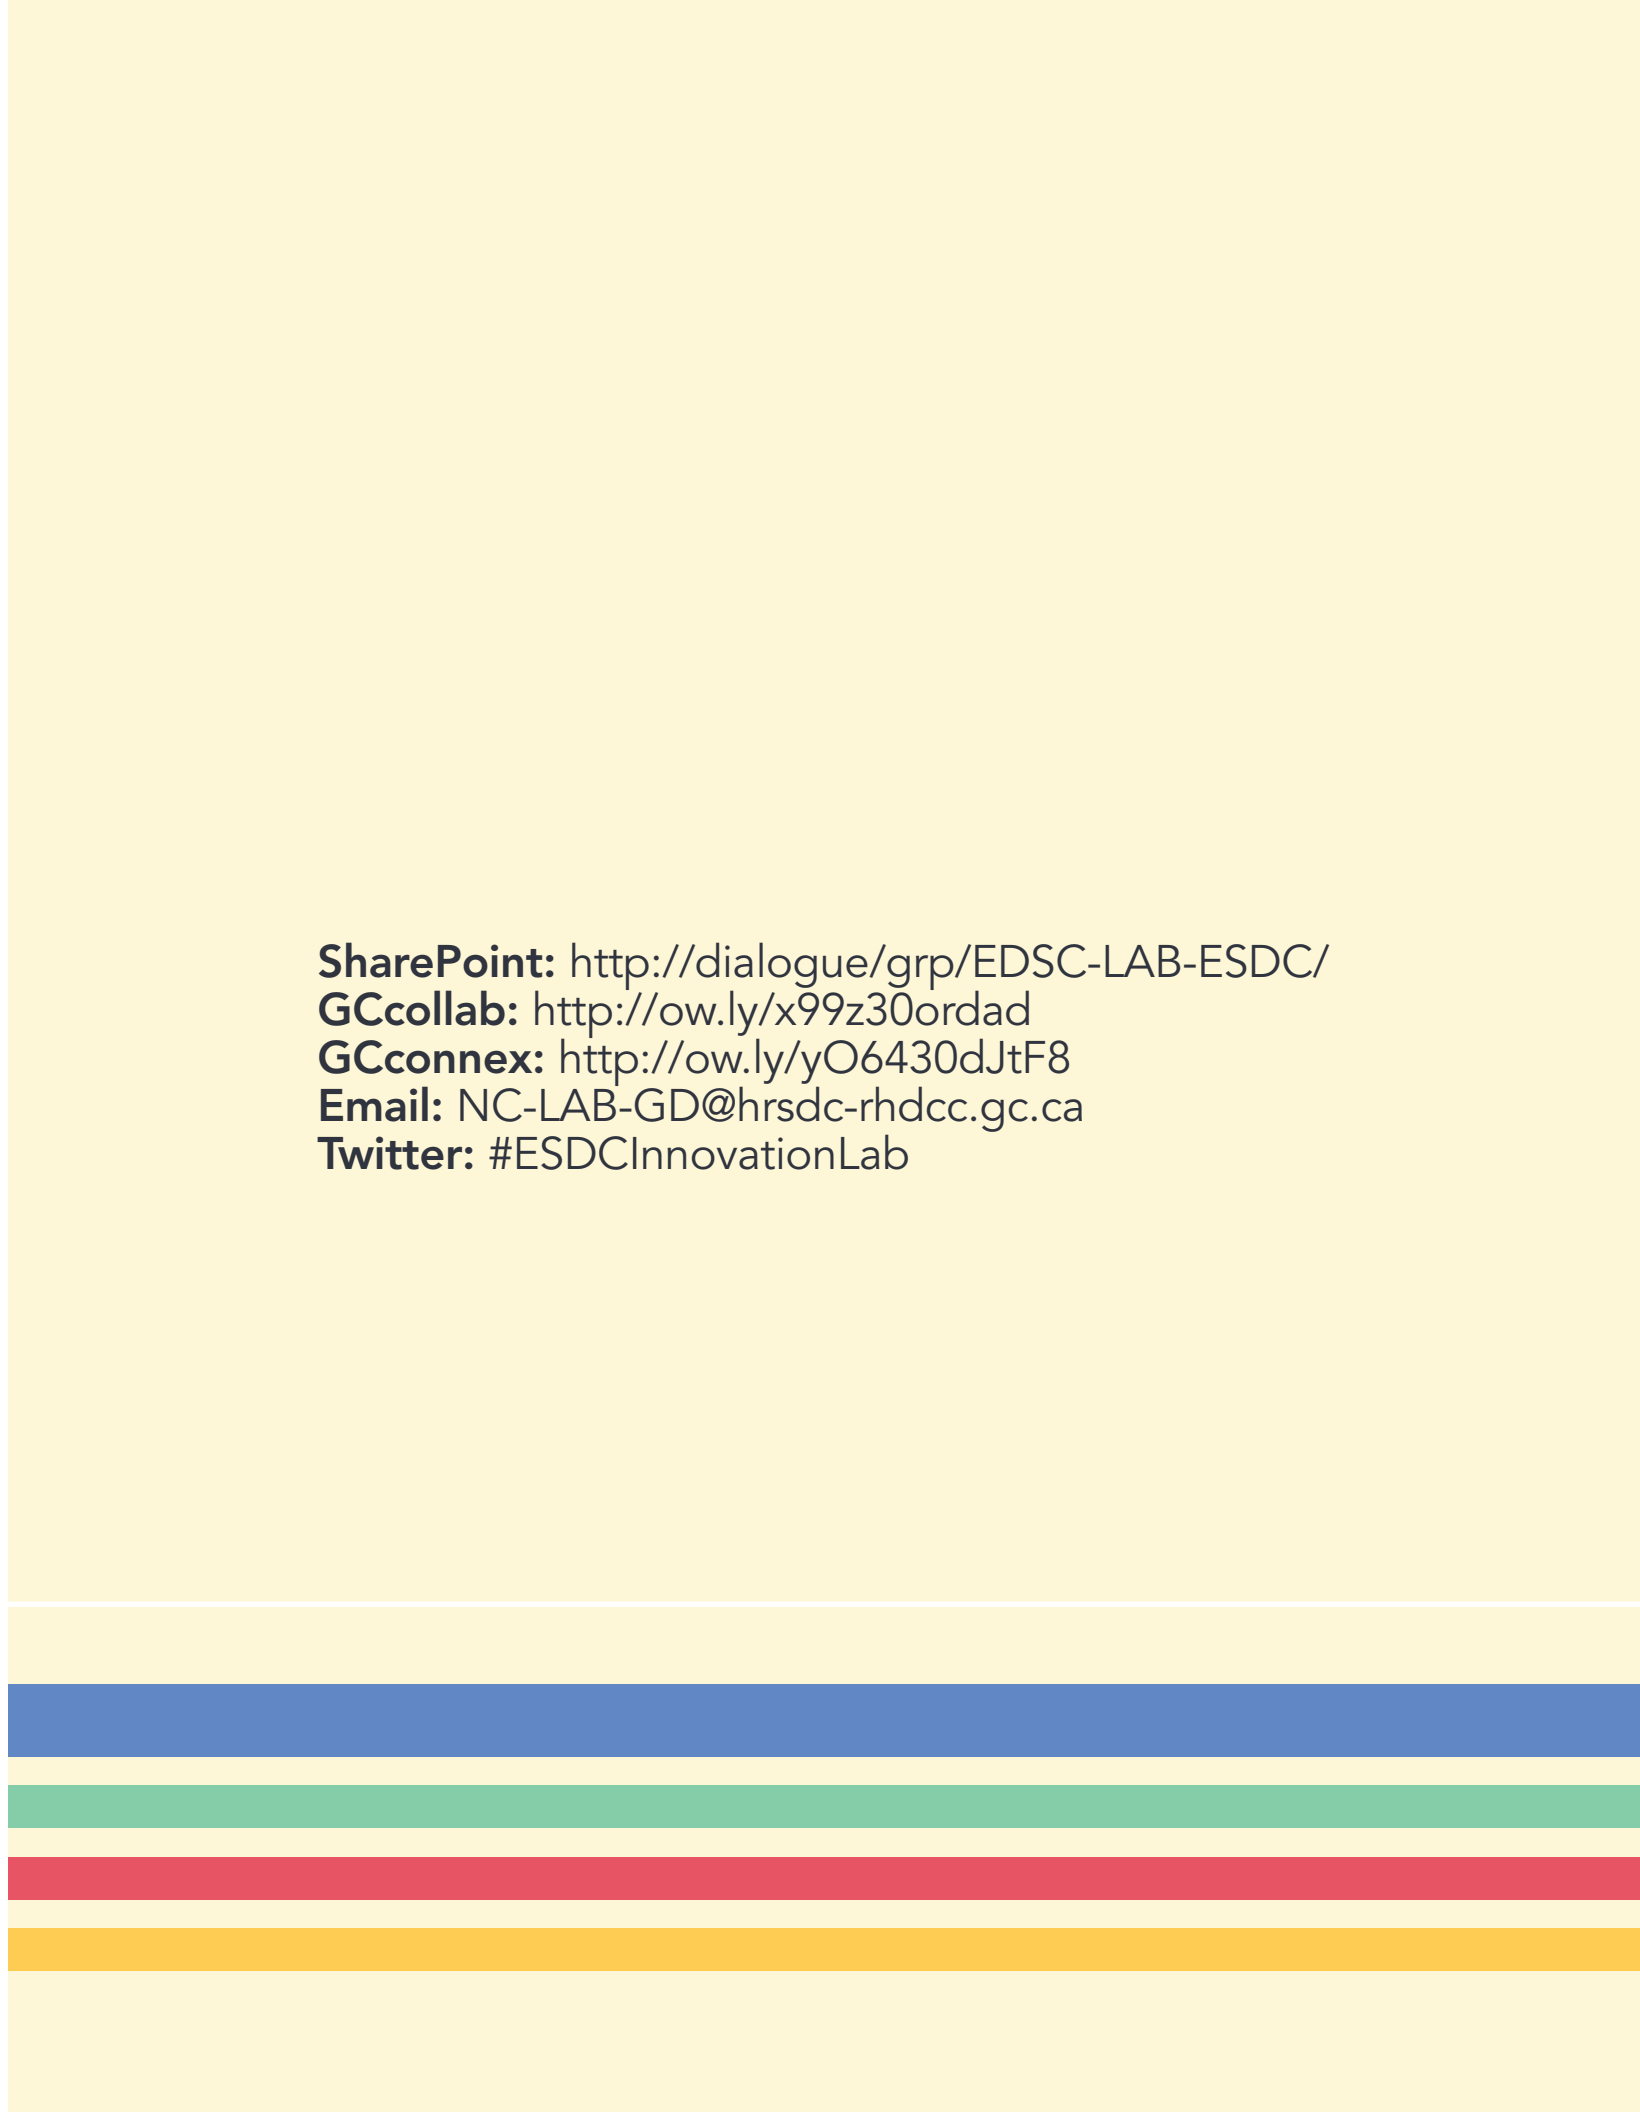 SharePoint: http://dialogue/grp/EDSC-LAB-ESDC/
GCcollab: http://ow.ly/x99z30ordad
GCconnex: http://ow.ly/yO6430dJtF8
Email: NC-LAB-GD@hrsdc-rhdcc.gc.ca
Twitter: #ESDCInnovationLab